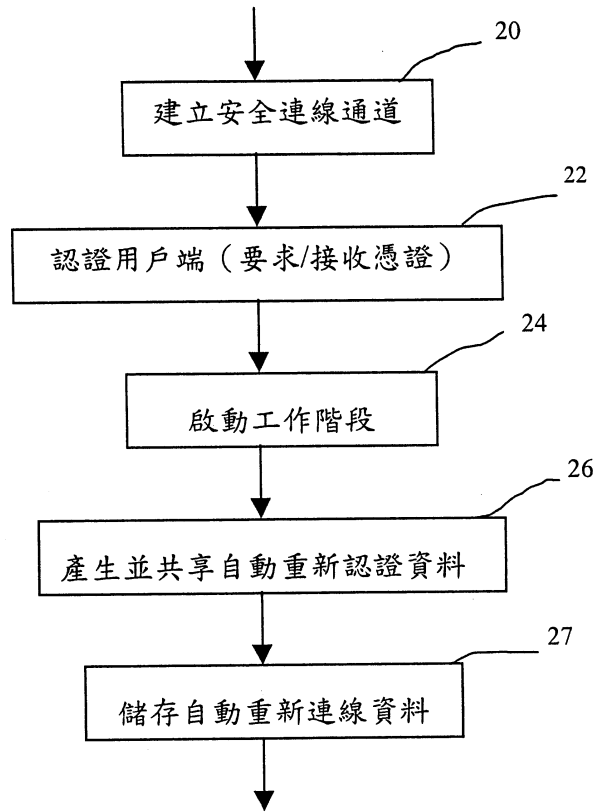 20
建立安全連線通道
22
認證用戶端（要求/接收憑證）
24
啟動工作階段
26
產生並共享自動重新認證資料
27
儲存自動重新連線資料